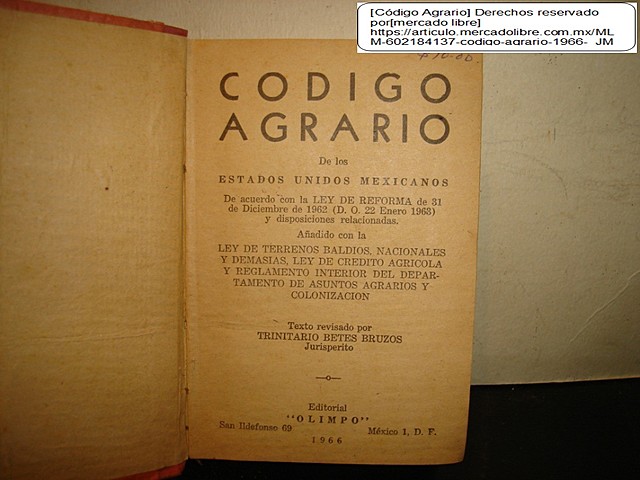 [Código Agrario] Derechos reservado
por[mercado libre]
https://articulo.mercadolibre.com.mx/ML
M-602184137-codigo-agrario-1966-_JM
CODIGO
AGRARIO
De los
ESTADOS UNIDOS MEXICANOS
De acuerdo con la LEY DE REFORMA de 31
de Diciembre de 1962 (D. O. 22 Enero 1963)
y disposiciones relacionadas.
Añadido con la
LEY DE TERRENOS BALDIOS, NACIONALES
Y DEMASIAS, LEY DE CREDITO AGRICOLA
Y REGLAMENTO INTERIOR DEL DEPAR-
TAMENTO DE ASUNTOS AGRARIOS Y
COLONIZACION
Texto revisado por
TRINITARIO BETES BRUZOS
Jurisperito
Editorial
"OLIMPO"
San Ildefonso 69 México 1, D. F.
1966